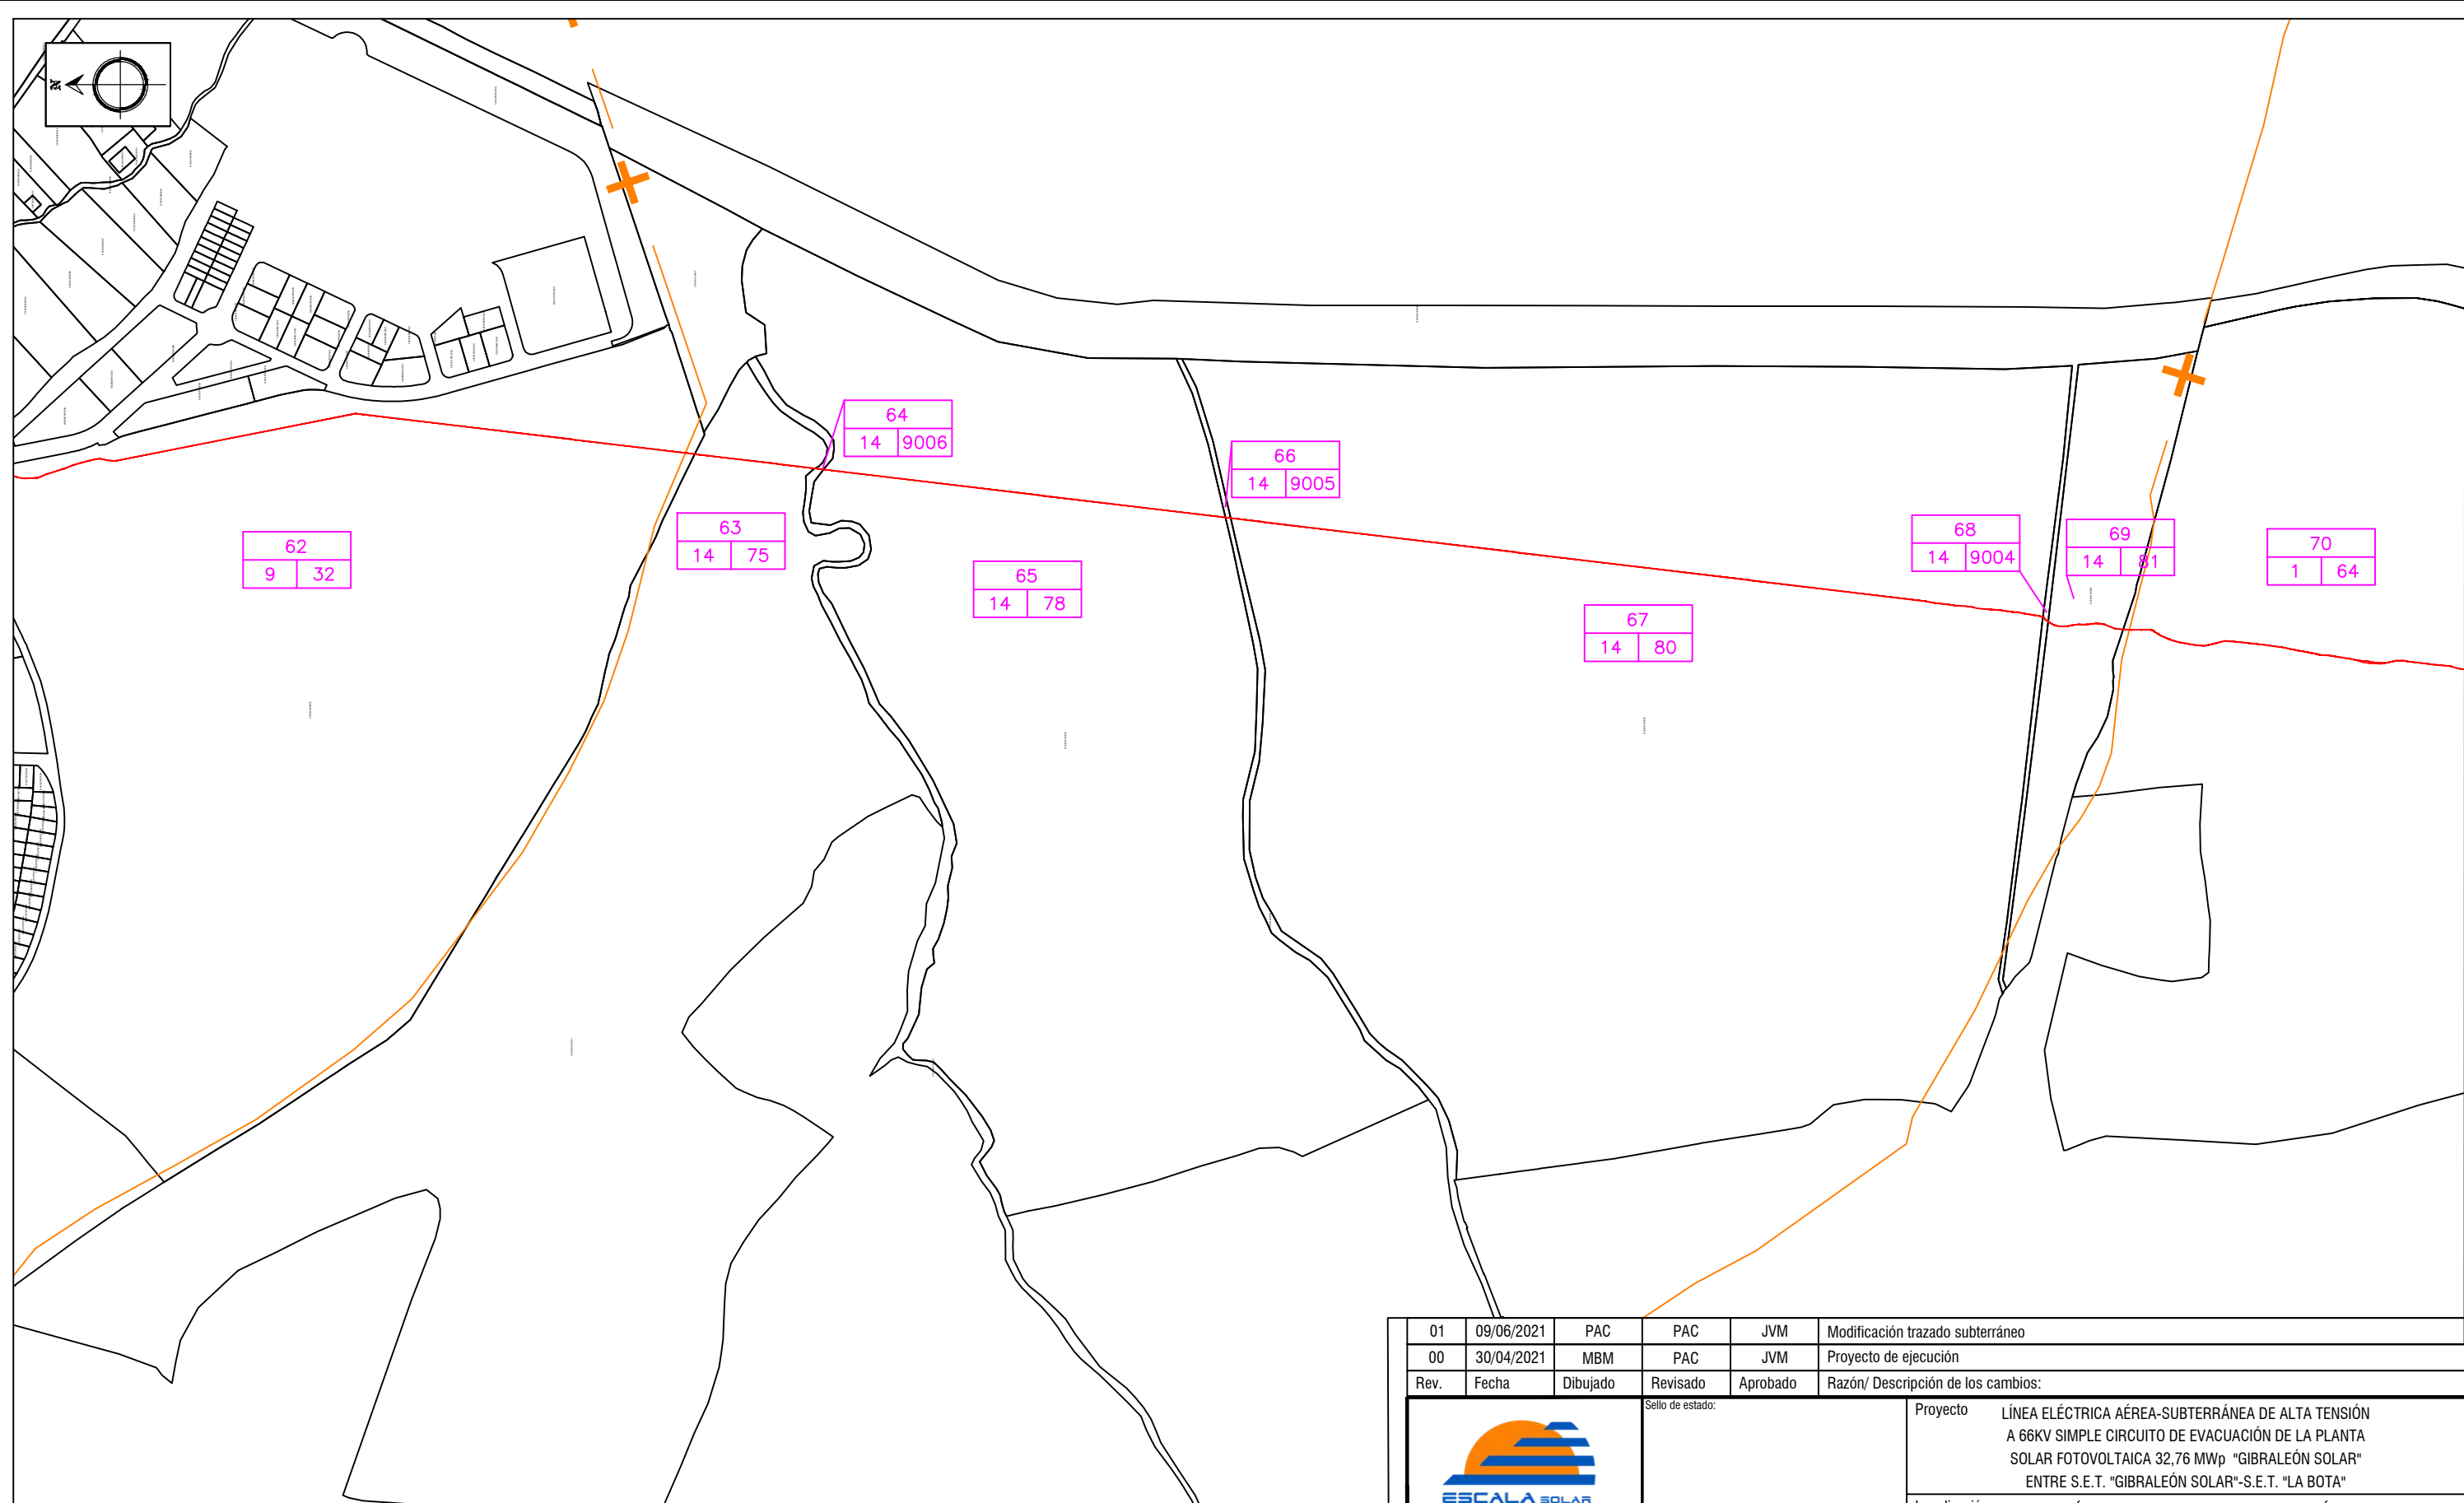 N
64
14 9006
66
14 9005
63
14 75
68
14 9004
69
14 81
70
1 64
62
9 32
65
14 78
67
14 80
01 09/06/2021 PAC PAC JVM Modificación trazado subterráneo
00 30/04/2021 MBM PAC JVM Proyecto de ejecución
Rev. Fecha Dibujado Revisado Aprobado Razón/ Descripción de los cambios:
Sello de estado:
Proyecto LÍNEA ELÉCTRICA AÉREA-SUBTERRÁNEA DE ALTA TENSIÓN
A 66KV SIMPLE CIRCUITO DE EVACUACIÓN DE LA PLANTA
SOLAR FOTOVOLTAICA 32,76 MWp "GIBRALEÓN SOLAR"
ENTRE S.E.T. "GIBRALEÓN SOLAR"-S.E.T. "LA BOTA"
ESCALA SOLAR